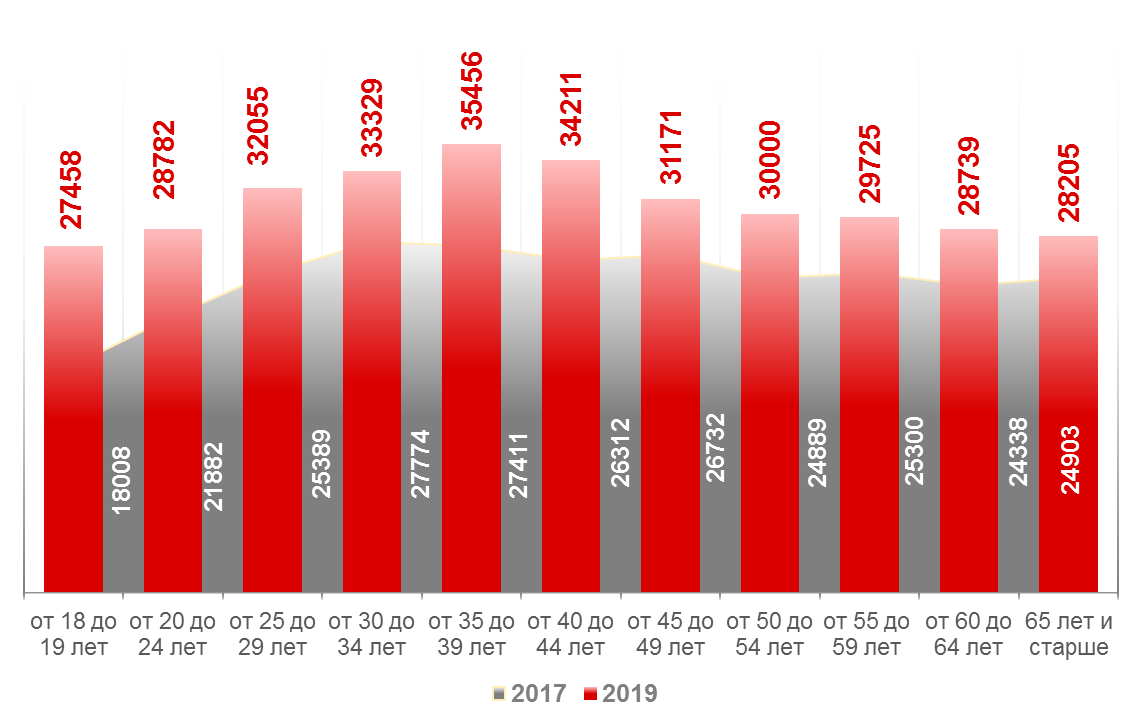 27458
28782
32055
33329
35456
34211
31171
30000
29725
28739
28205
18008
21882
25389
27774
27411
26312
26732
24889
25300
24338
24903
от 18 до
19 лет
от 20 до
24 лет
от 25 до
29 лет
от 30 до
34 лет
от 35 до
39 лет
от 40 до
44 лет
от 45 до
49 лет
от 50 до
54 лет
от 55 до
59 лет
от 60 до
64 лет
65 лет и
старше
2017
2019